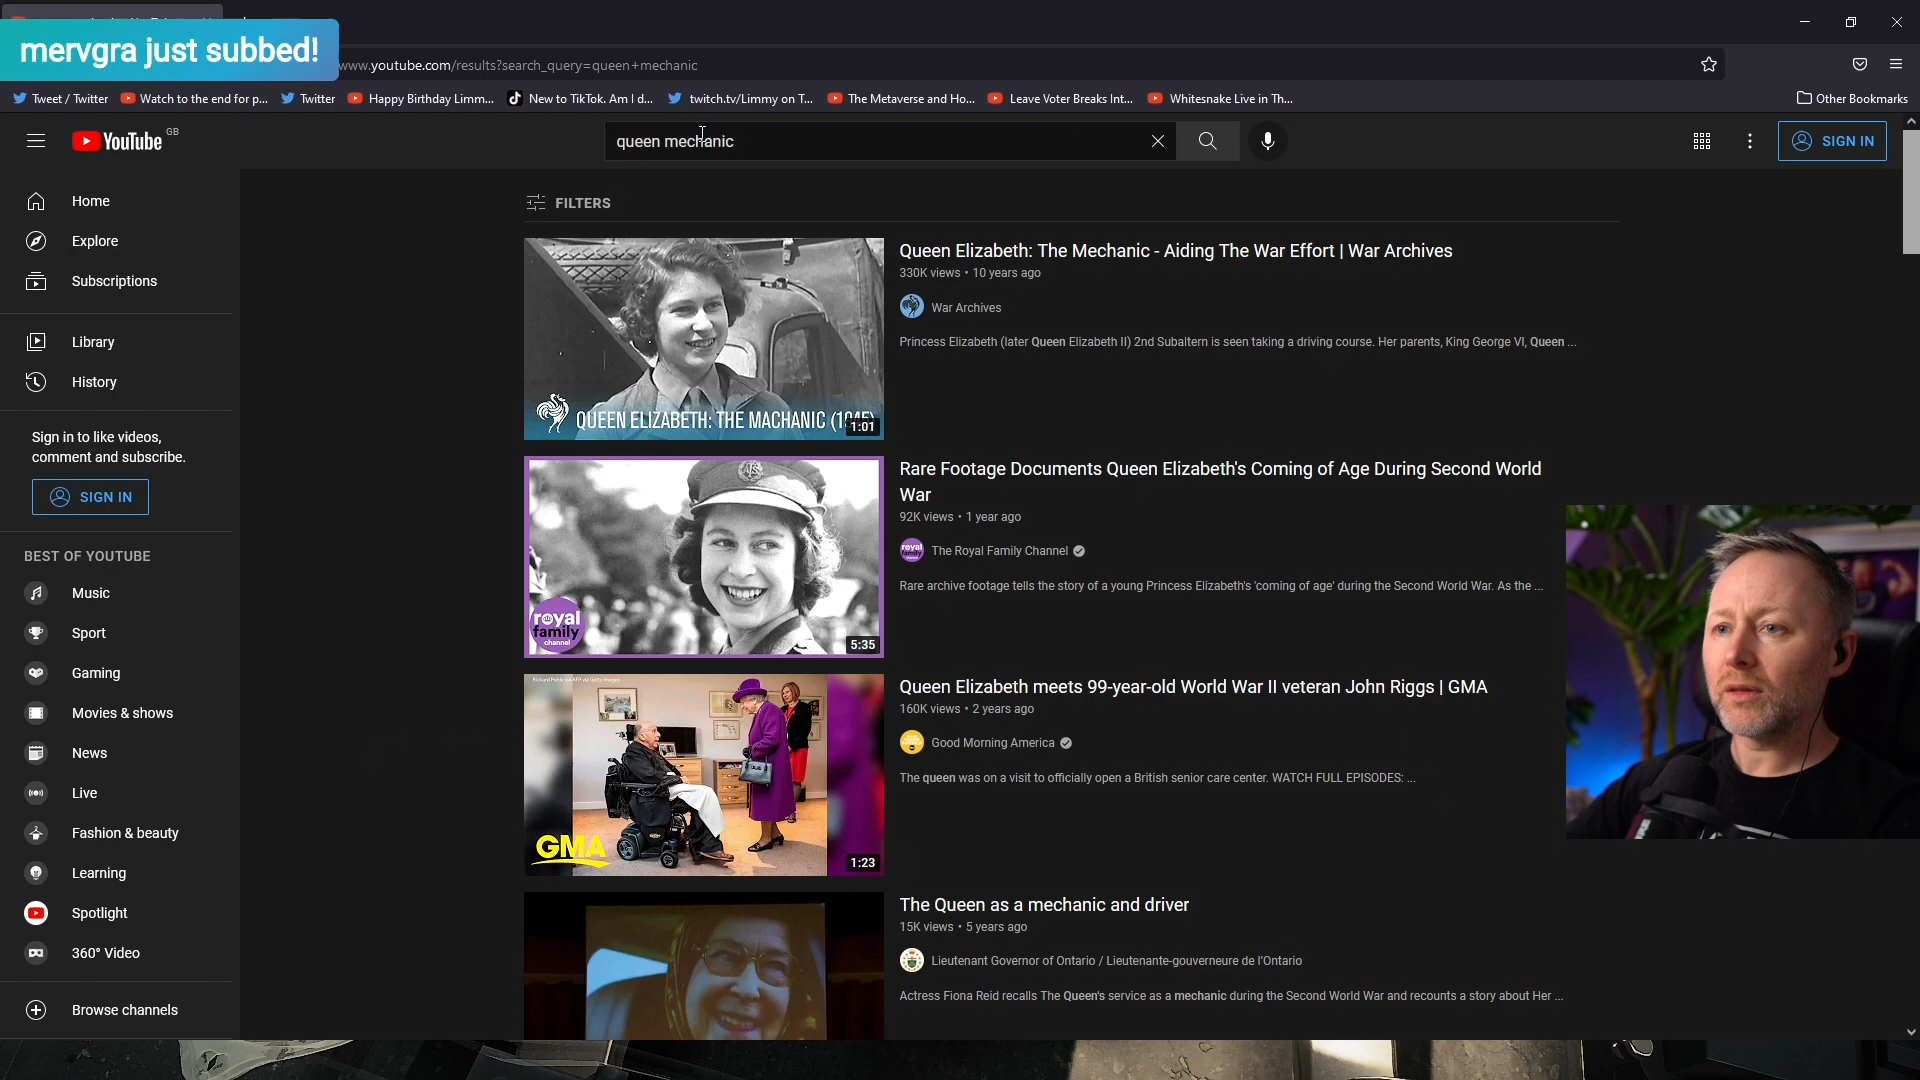 mervgra just subbed!
www.youtube.com/results?search_query=queen+mechanic
Tweet / Twitter
Watch to the end for p...
Twitter
Happy Birthday Limm...
New to TikTok. Am I d...
twitch.tv/Limmy on T...
The Metaverse and Ho...
Leave Voter Breaks Int...
Whitesnake Live in Th...
Other Bookmarks
YouTube GB
queen mechanic
SIGN IN
Home
Explore
Subscriptions
Library
History
Sign in to like videos,
comment and subscribe.
SIGN IN
BEST OF YOUTUBE
Music
Sport
Gaming
Movies & shows
News
Live
Fashion & beauty
Learning
Spotlight
360° Video
Browse channels
FILTERS
QUEEN ELIZABETH: THE MACHANIC (1945)
1:01
Queen Elizabeth: The Mechanic - Aiding The War Effort | War Archives
330K views • 10 years ago
War Archives
Princess Elizabeth (later Queen Elizabeth II) 2nd Subaltern is seen taking a driving course. Her parents, King George VI, Queen ...
royal
family
channel
5:35
Rare Footage Documents Queen Elizabeth's Coming of Age During Second World
War
92K views • 1 year ago
royal
family
The Royal Family Channel
Rare archive footage tells the story of a young Princess Elizabeth's 'coming of age' during the Second World War. As the ...
GMA
1:23
Queen Elizabeth meets 99-year-old World War II veteran John Riggs | GMA
160K views • 2 years ago
Good Morning America
The queen was on a visit to officially open a British senior care center. WATCH FULL EPISODES: ...
The Queen as a mechanic and driver
15K views • 5 years ago
Lieutenant Governor of Ontario / Lieutenante-gouverneure de l'Ontario
Actress Fiona Reid recalls The Queen's service as a mechanic during the Second World War and recounts a story about Her ...